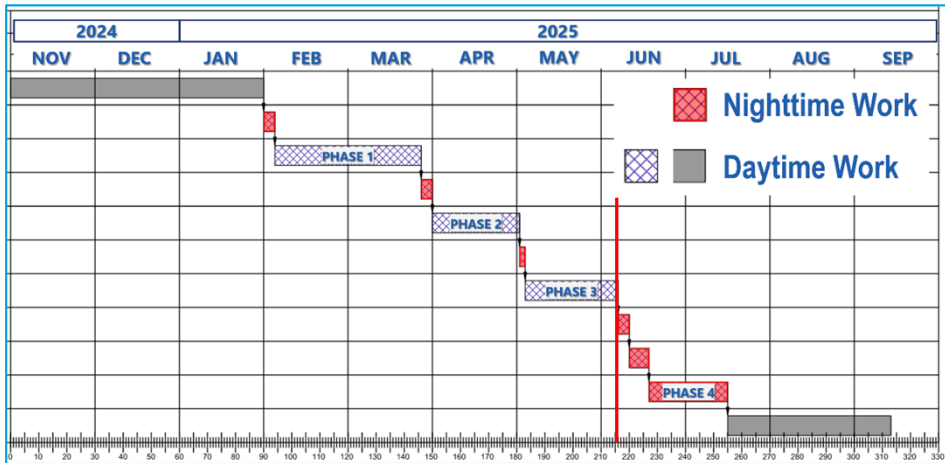 2024 2025
NOV DEC JAN FEB MAR APR MAY JUN JUL AUG SEP
Nighttime Work
PHASE 1
Daytime Work
PHASE 2
PHASE 3
PHASE 4
0 10 20 30 40 50 60 70 80 90 100 110 120 130 140 150 160 170 180 190 200 210 220 230 240 250 260 270 280 290 300 310 320 330